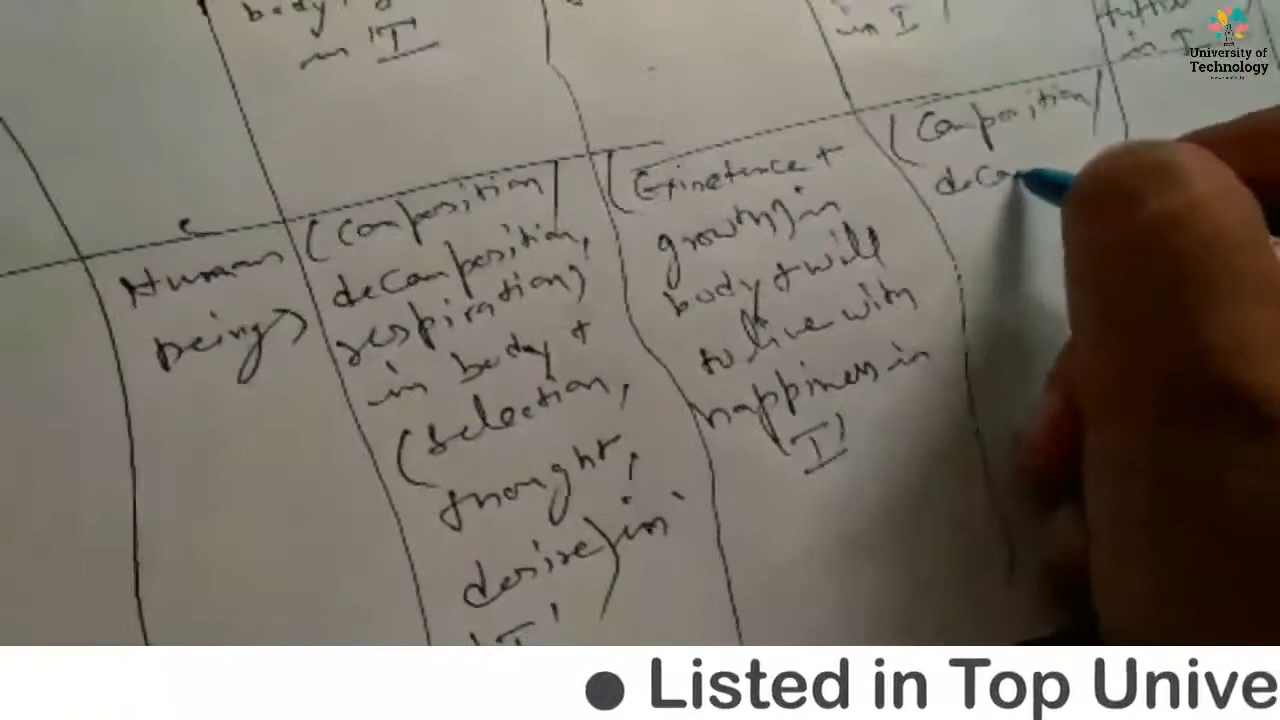 body,
in 'I'
in I
in I
University of
Technology
Human
beings
(Composition/
decomposition,
respiration)
in body +
(selection,
thought,
desire) in
'I'
(Existence +
growth) in
body + will
to live with
happiness in
I'
(Composition/
deco
Listed in Top Unive